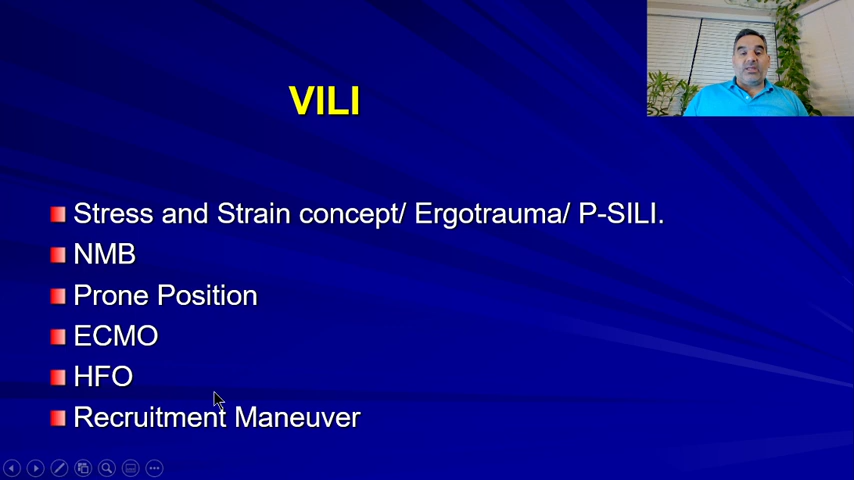 VILI
Stress and Strain concept/ Ergotrauma/ P-SILI.
NMB
Prone Position
ECMO
HFO
Recruitment Maneuver